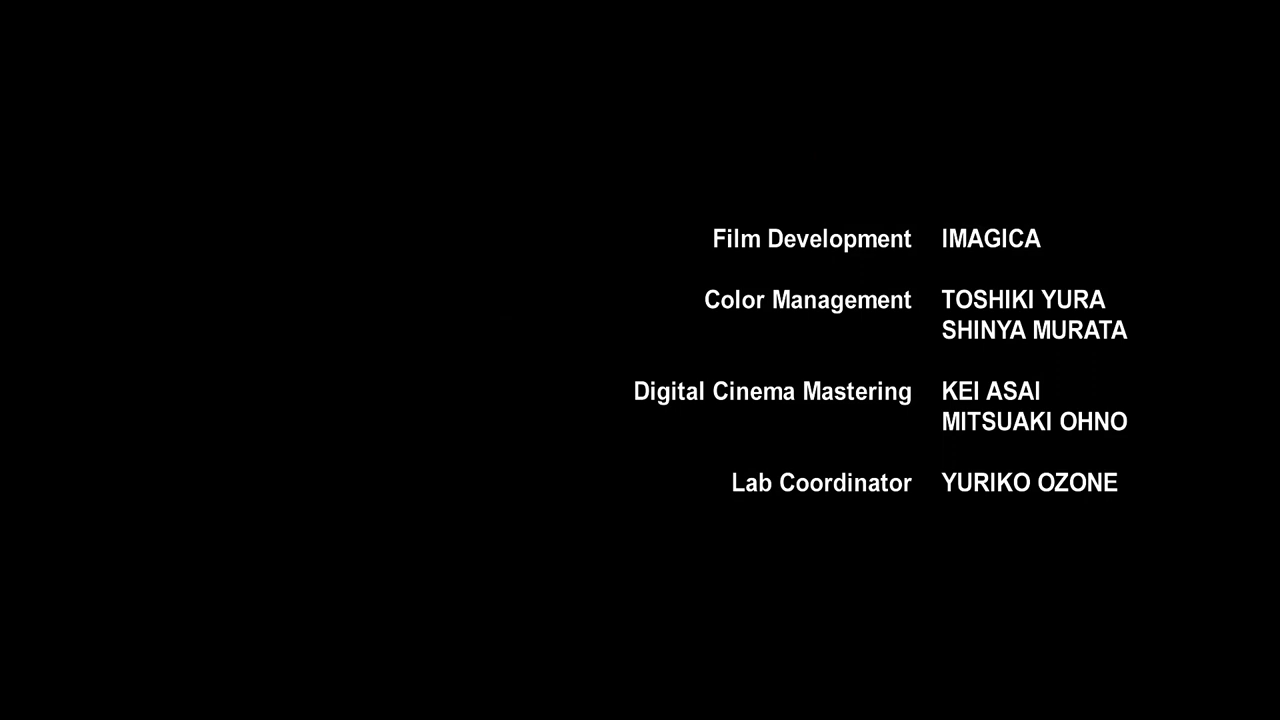 Film Development IMAGICA
Color Management TOSHIKI YURA
SHINYA MURATA
Digital Cinema Mastering KEI ASAI
MITSUAKI OHNO
Lab Coordinator YURIKO OZONE